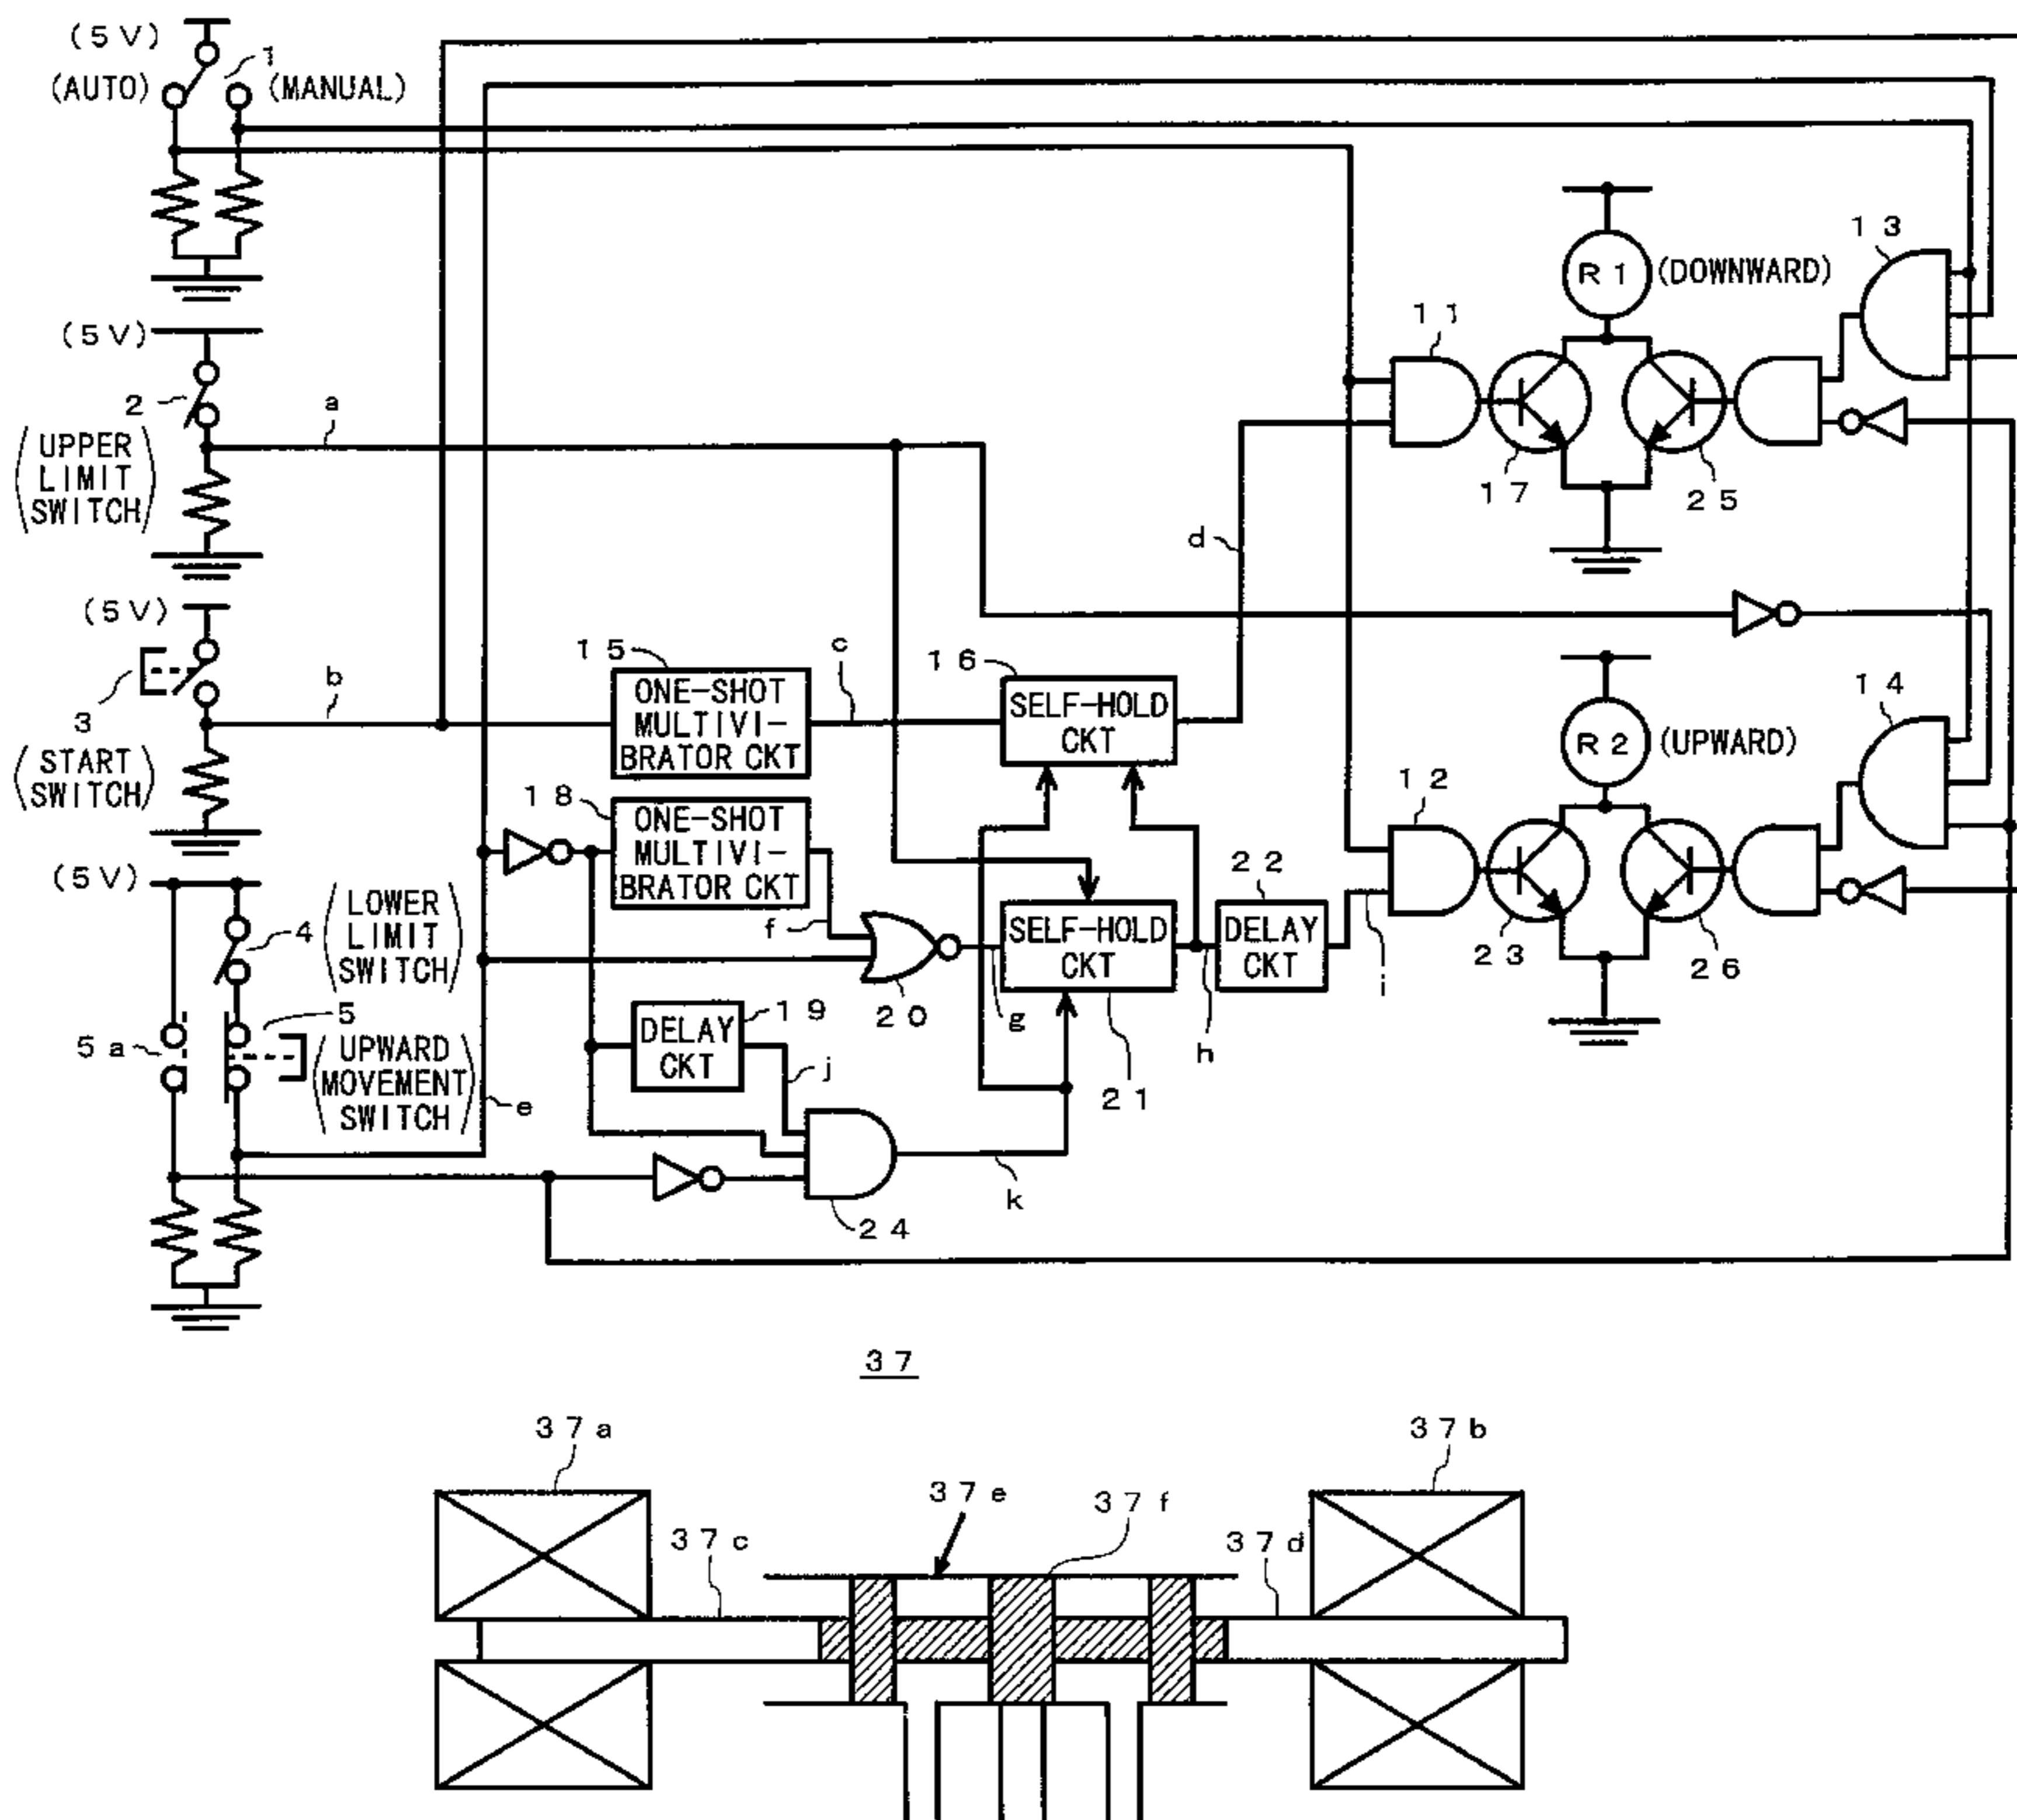 (5V)
1
(AUTO)
(MANUAL)
13
R1
(DOWNWARD)
(5V)
11
2
a
(UPPER
LIMIT
SWITCH)
17
25
d
(5V)
15
c
16
3
b
ONE-SHOT
MULTIVI-
BRATOR CKT
SELF-HOLD
CKT
14
R2
(UPWARD)
(START
SWITCH)
18
ONE-SHOT
MULTIVI-
BRATOR CKT
12
(5V)
22
4
(LOWER
LIMIT
SWITCH)
f
SELF-HOLD
CKT
DELAY
CKT
23
26
20
g
h
i
5
5a
(UPWARD
MOVEMENT
SWITCH)
19
DELAY
CKT
j
21
e
k
24
37
37a
37b
37e
37f
37c
37d